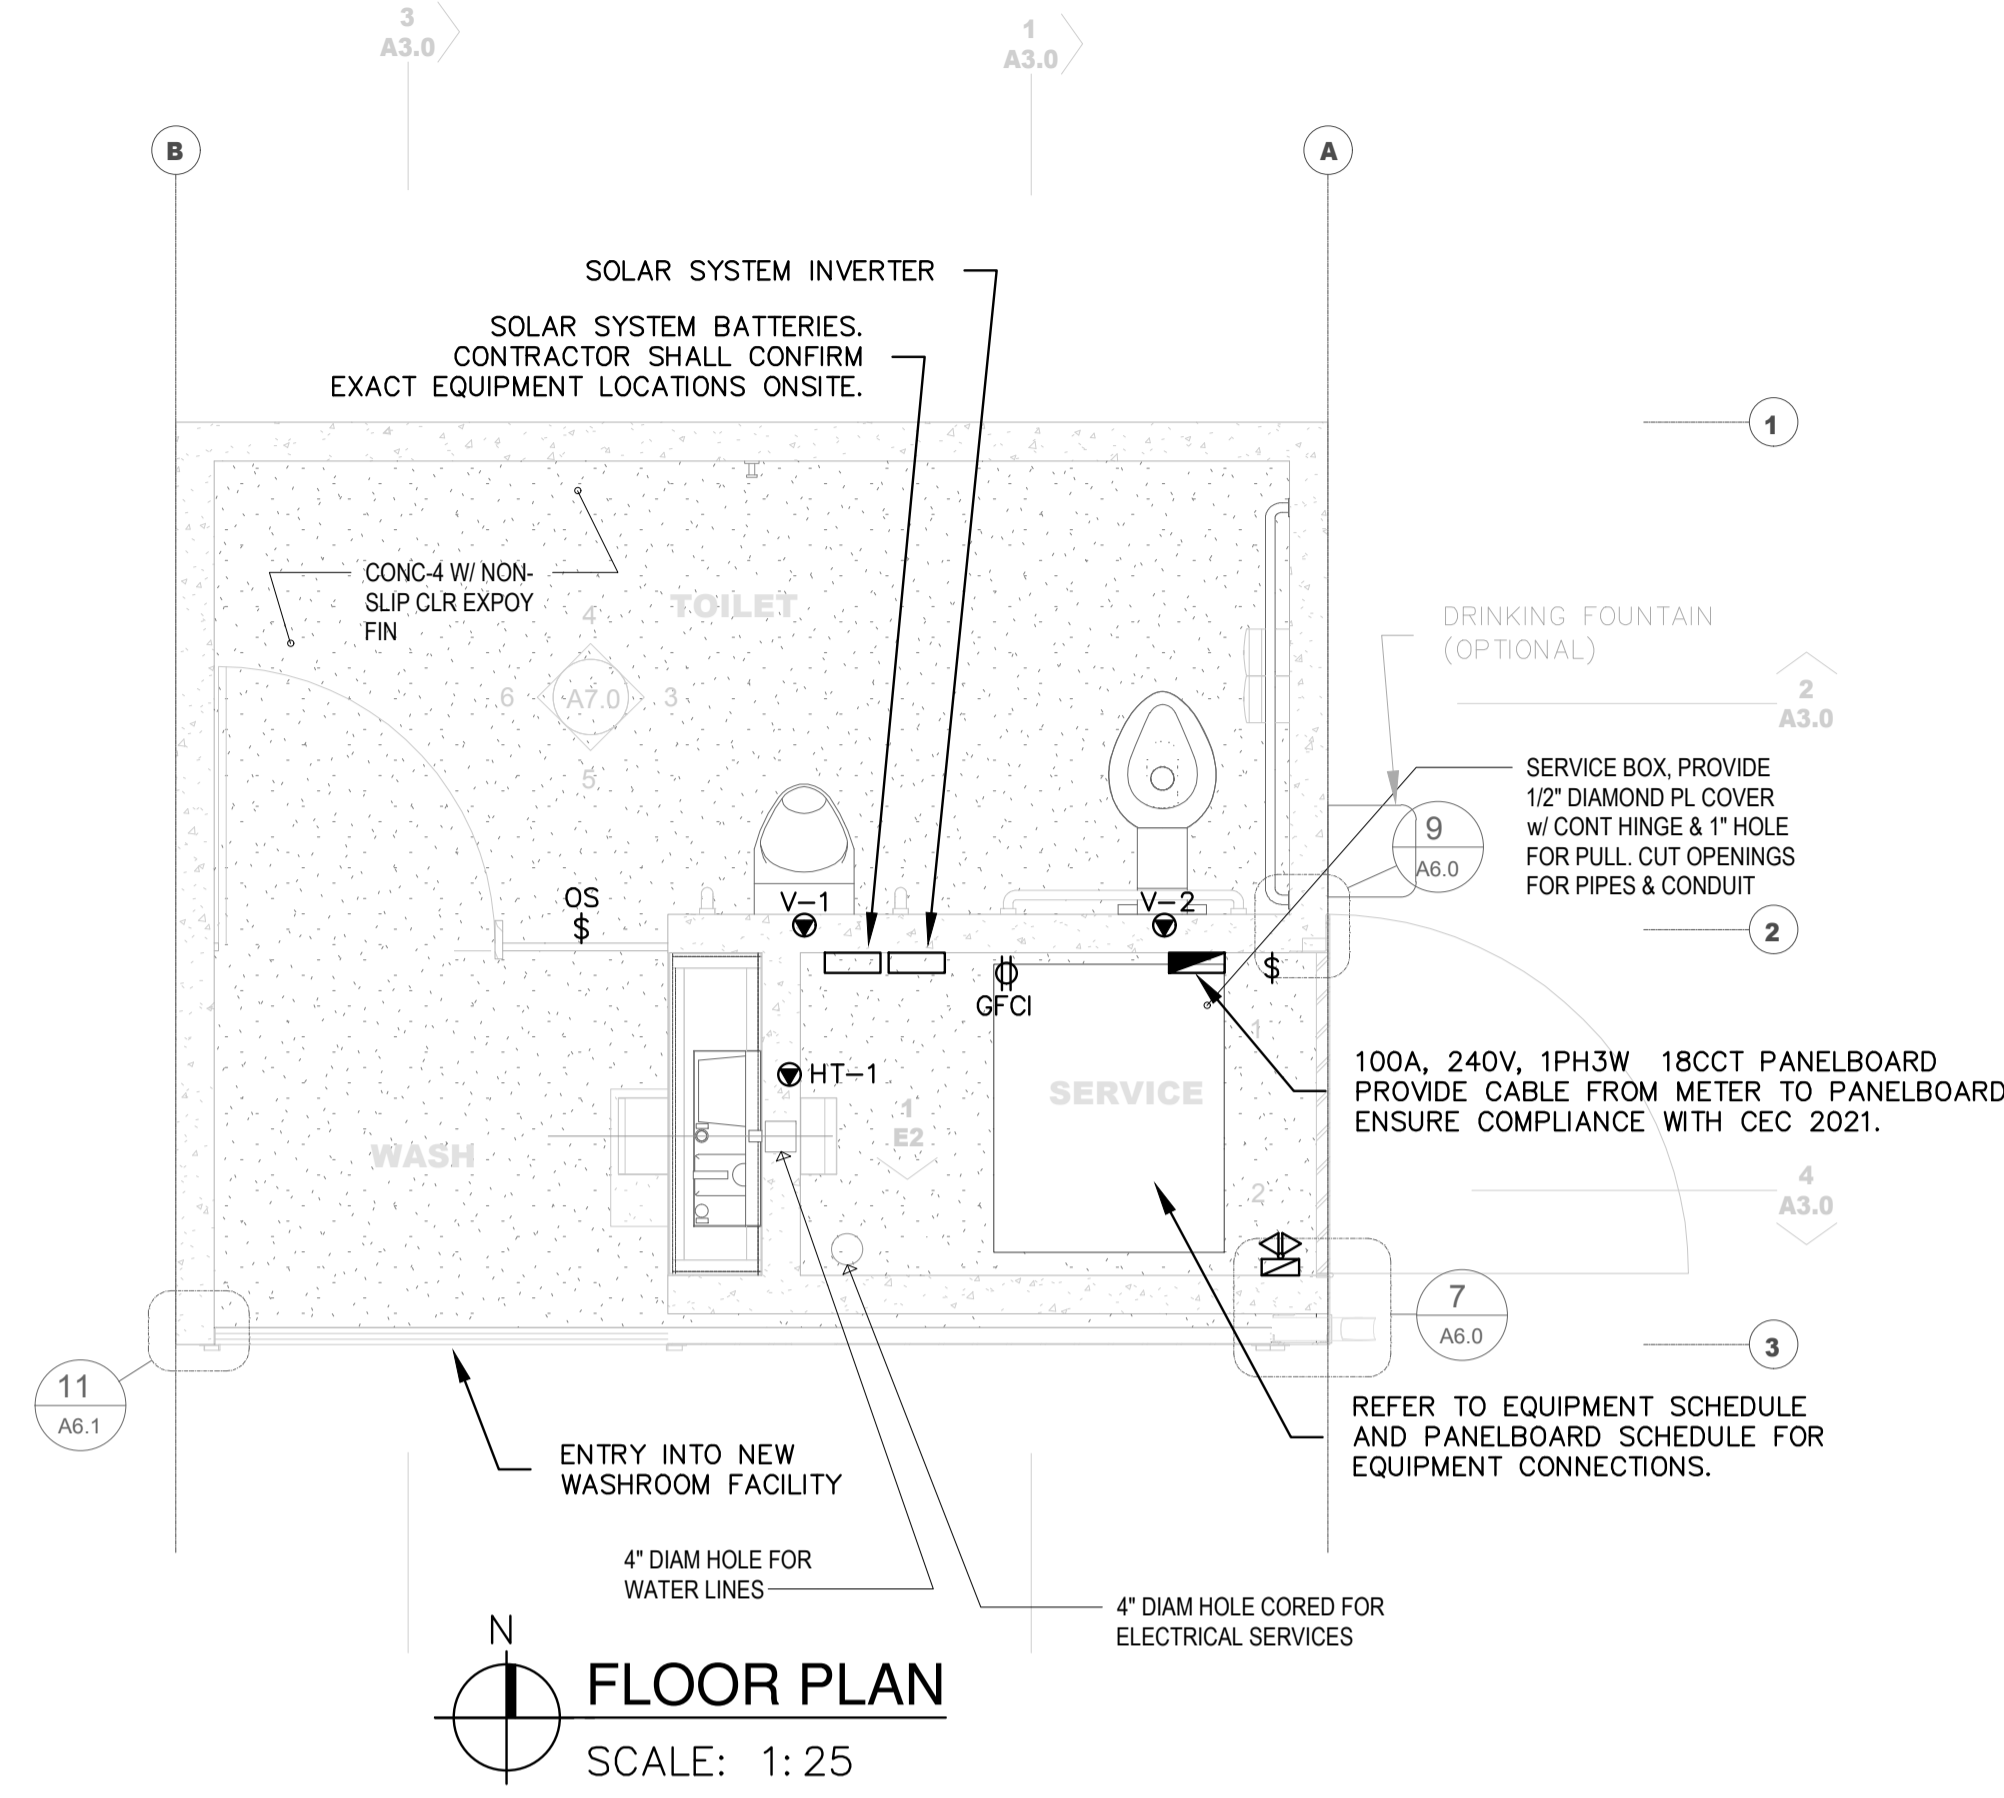 3
A3.0
1
A3.0
B
A
SOLAR SYSTEM INVERTER
SOLAR SYSTEM BATTERIES.
CONTRACTOR SHALL CONFIRM
EXACT EQUIPMENT LOCATIONS ONSITE.
1
CONC-4 W/ NON-
SLIP CLR EXPOY
FIN
TOILET
4
6
A7.0
3
5
DRINKING FOUNTAIN
(OPTIONAL)
2
A3.0
SERVICE BOX, PROVIDE
1/2" DIAMOND PL COVER
w/ CONT HINGE & 1" HOLE
FOR PULL. CUT OPENINGS
FOR PIPES & CONDUIT
9
A6.0
OS
$
V-1
V-2
2
$
GFCI
1
100A, 240V, 1PH3W 18CCT PANELBOARD
PROVIDE CABLE FROM METER TO PANELBOARD
ENSURE COMPLIANCE WITH CEC 2021.
HT-1
SERVICE
1
E2
WASH
2
4
A3.0
7
A6.0
3
11
A6.1
REFER TO EQUIPMENT SCHEDULE
AND PANELBOARD SCHEDULE FOR
EQUIPMENT CONNECTIONS.
ENTRY INTO NEW
WASHROOM FACILITY
4" DIAM HOLE FOR
WATER LINES
4" DIAM HOLE CORED FOR
ELECTRICAL SERVICES
N
FLOOR PLAN
SCALE: 1:25